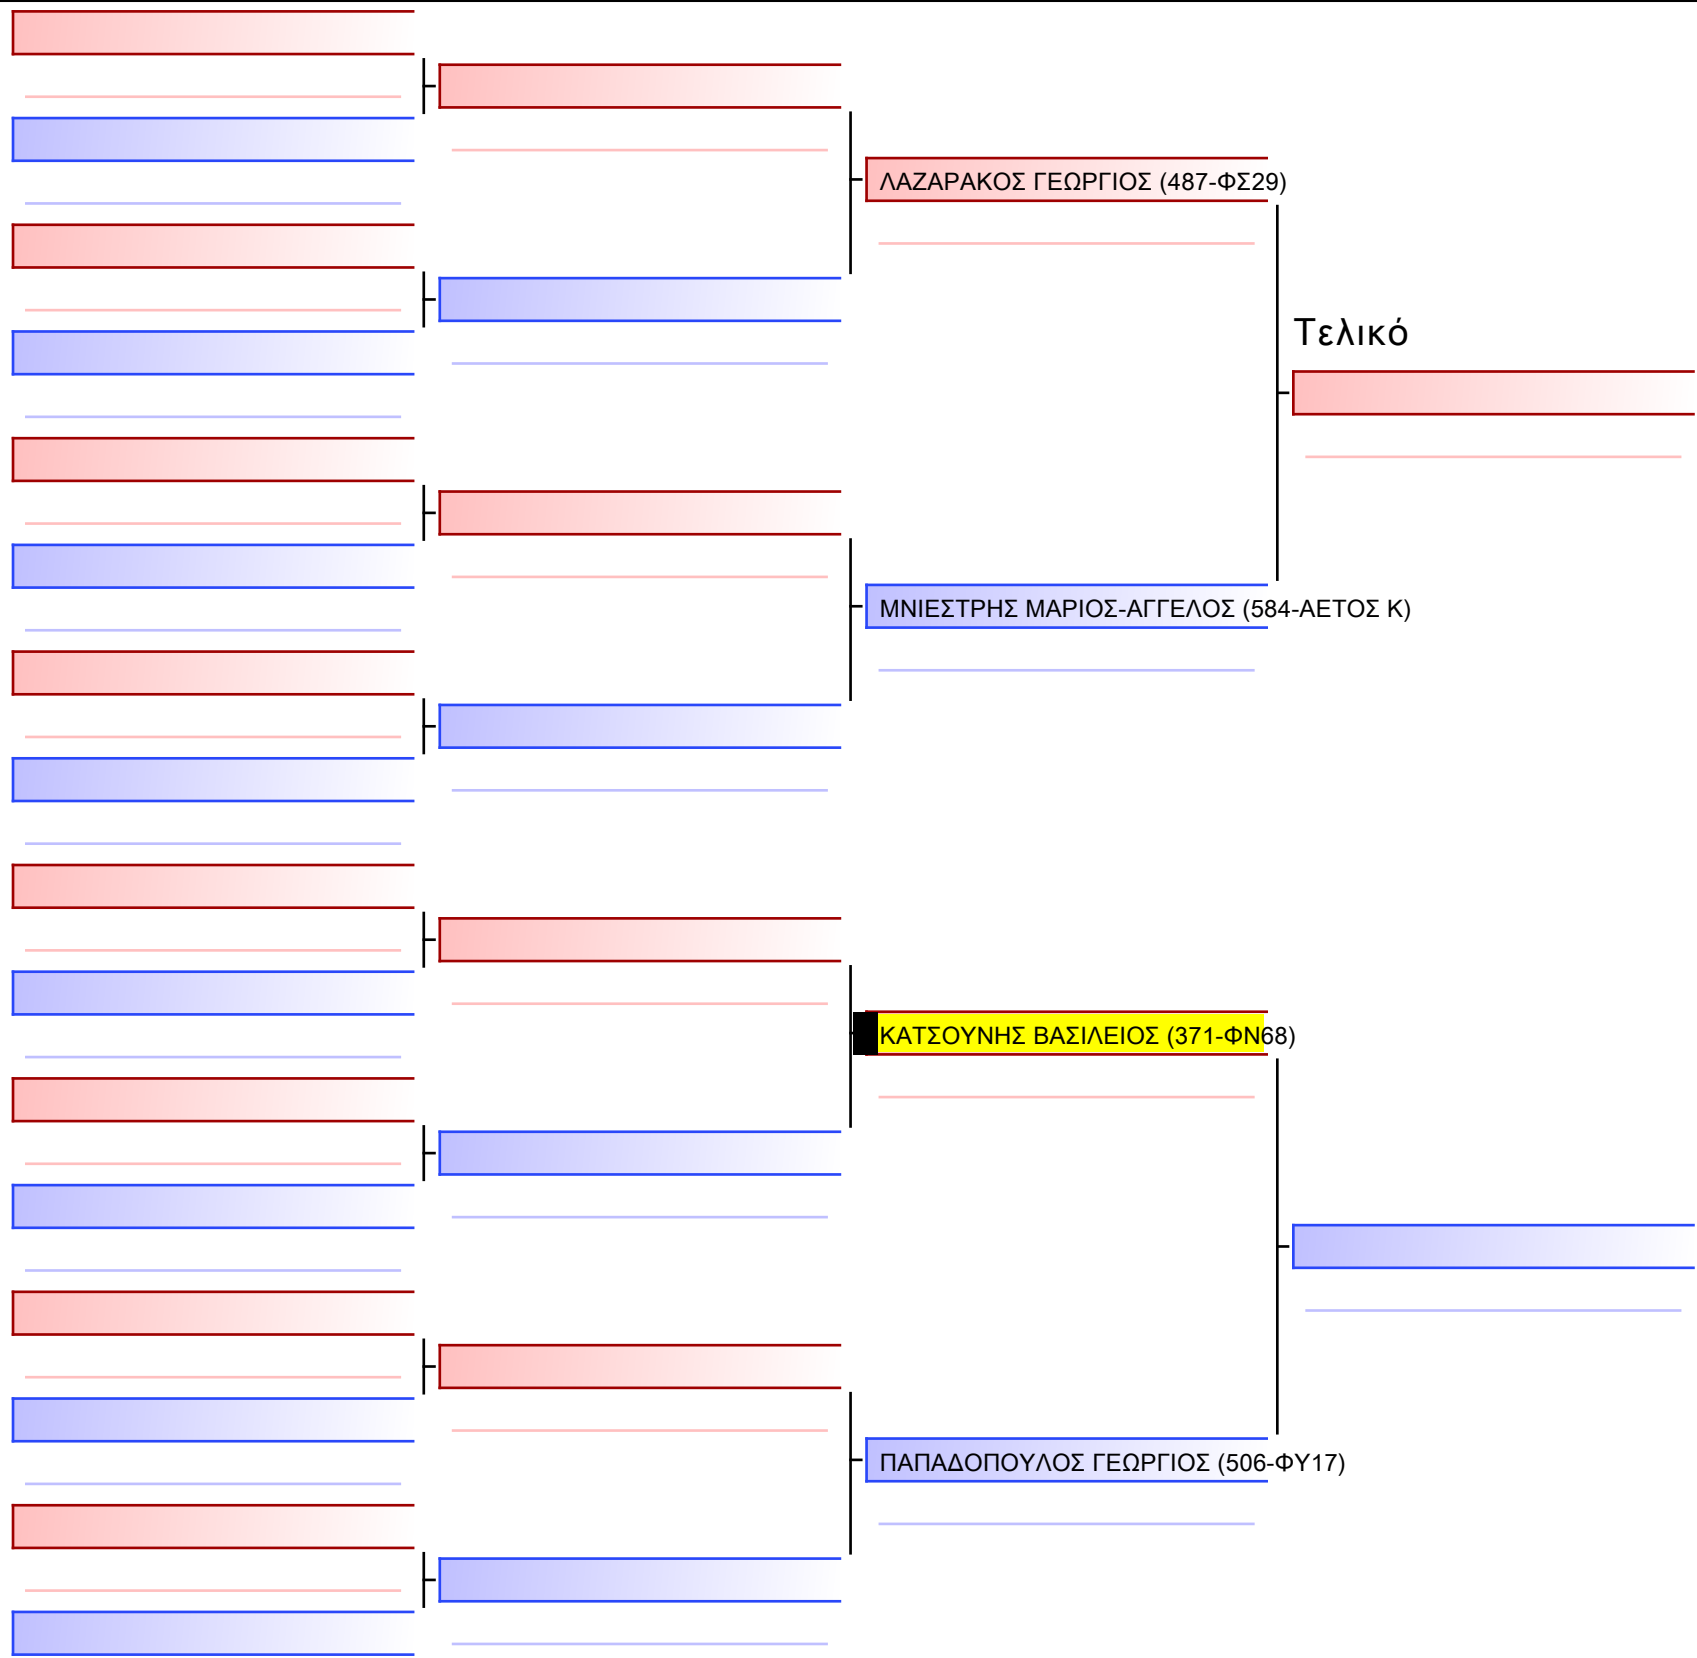 ΛΑΖΑΡΑΚΟΣ ΓΕΩΡΓΙΟΣ (487-ΦΣ29)
Τελικό
ΜΝΙΕΣΤΡΗΣ ΜΑΡΙΟΣ-ΑΓΓΕΛΟΣ (584-ΑΕΤΟΣ Κ)
ΚΑΤΣΟΥΝΗΣ ΒΑΣΙΛΕΙΟΣ (371-ΦΝ68)
ΠΑΠΑΔΟΠΟΥΛΟΣ ΓΕΩΡΓΙΟΣ (506-ΦΥ17)